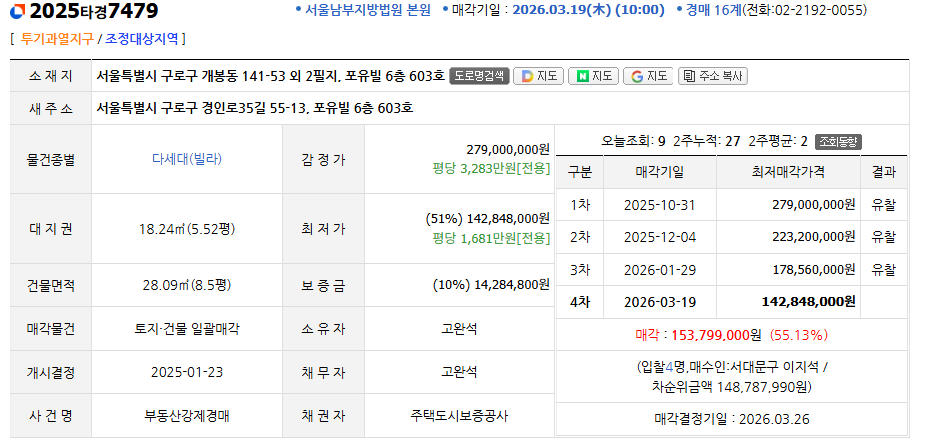 2025타경7479 • 서울남부지방법원 본원 • 매각기일 : 2026.03.19(木) (10:00) • 경매 16계(전화:02-2192-0055)
[ 투기과열지구 / 조정대상지역 ]
소 재 지 서울특별시 구로구 개봉동 141-53 외 2필지, 포유빌 6층 603호 도로명검색 D 지도 N 지도 G 지도 주소 복사
새 주 소 서울특별시 구로구 경인로35길 55-13, 포유빌 6층 603호
물건종별 다세대(빌라) 감 정 가 279,000,000원
평당 3,283만원[전용]
대 지 권 18.24㎡(5.52평) 최 저 가 (51%) 142,848,000원
평당 1,681만원[전용]
건물면적 28.09㎡(8.5평) 보 증 금 (10%) 14,284,800원
매각물건 토지·건물 일괄매각 소 유 자 고완석
개시결정 2025-01-23 채 무 자 고완석
사 건 명 부동산강제경매 채 권 자 주택도시보증공사
오늘조회: 9 2주누적: 27 2주평균: 2 조회동향
구분 매각기일 최저매각가격 결과
1차 2025-10-31 279,000,000원 유찰
2차 2025-12-04 223,200,000원 유찰
3차 2026-01-29 178,560,000원 유찰
4차 2026-03-19 142,848,000원
매각 : 153,799,000원 (55.13%)
(입찰4명,매수인:서대문구 이지석 /
차순위금액 148,787,990원)
매각결정기일 : 2026.03.26